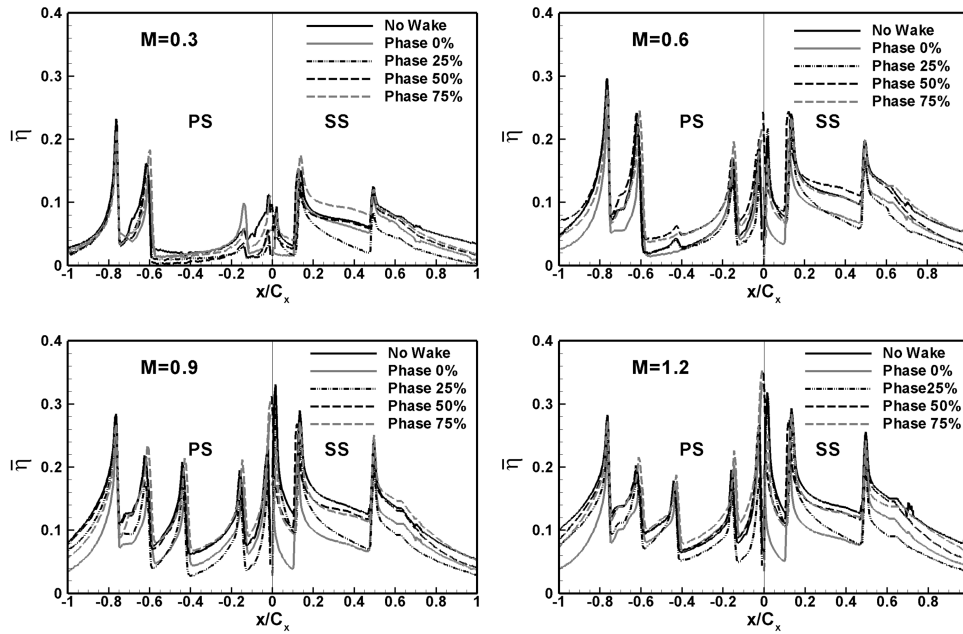 M=0.3
No Wake
Phase 0%
Phase 25%
Phase 50%
Phase 75%
PS
SS
η̅
0.4
0.3
0.2
0.1
0
-1 -0.8 -0.6 -0.4 -0.2 0 0.2 0.4 0.6 0.8 1
x/Cₓ
M=0.6
No Wake
Phase 0%
Phase 25%
Phase 50%
Phase 75%
PS
SS
η̅
0.4
0.3
0.2
0.1
0
-1 -0.8 -0.6 -0.4 -0.2 0 0.2 0.4 0.6 0.8
x/Cₓ
M=0.9
No Wake
Phase 0%
Phase 25%
Phase 50%
Phase 75%
PS
SS
η̅
0.4
0.3
0.2
0.1
0
-1 -0.8 -0.6 -0.4 -0.2 0 0.2 0.4 0.6 0.8 1
x/Cₓ
M=1.2
No Wake
Phase 0%
Phase25%
Phase 50%
Phase 75%
PS
SS
η̅
0.4
0.3
0.2
0.1
0
-1 -0.8 -0.6 -0.4 -0.2 0 0.2 0.4 0.6 0.8
x/Cₓ